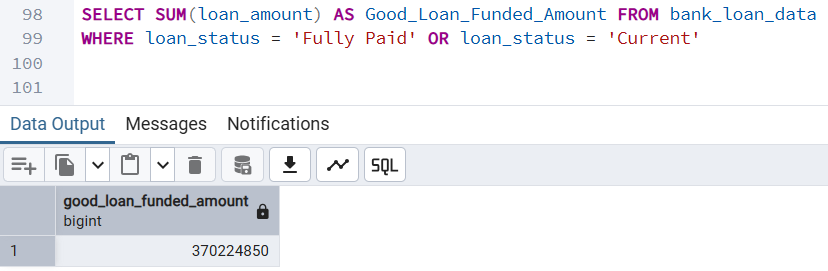 98 SELECT SUM(loan_amount) AS Good_Loan_Funded_Amount FROM bank_loan_data
99 WHERE loan_status = 'Fully Paid' OR loan_status = 'Current'
100
101
Data Output Messages Notifications
SQL
good_loan_funded_amount
bigint
1 370224850